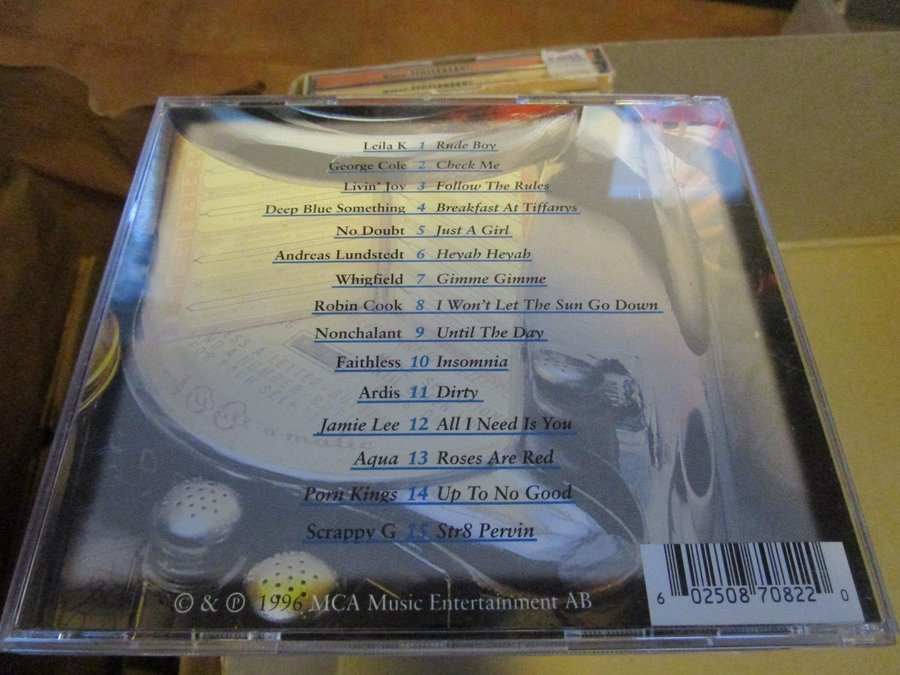 Leila K 1 Rude Boy
George Cole 2 Check Me
Livin' Joy 3 Follow The Rules
Deep Blue Something 4 Breakfast At Tiffanys
No Doubt 5 Just A Girl
Andreas Lundstedt 6 Heyah Heyah
Whigfield 7 Gimme Gimme
Robin Cook 8 I Won't Let The Sun Go Down
Nonchalant 9 Until The Day
Faithless 10 Insomnia
Ardis 11 Dirty
Jamie Lee 12 All I Need Is You
Aqua 13 Roses Are Red
Porn Kings 14 Up To No Good
Scrappy G 15 Str8 Pervin
© & ℗ 1996 MCA Music Entertainment AB
6 02508 70822 0